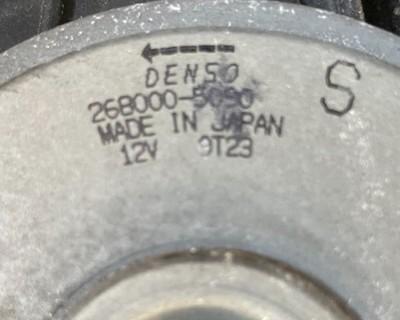 DENSO
S
268000-5090
MADE IN JAPAN
12V 9T23